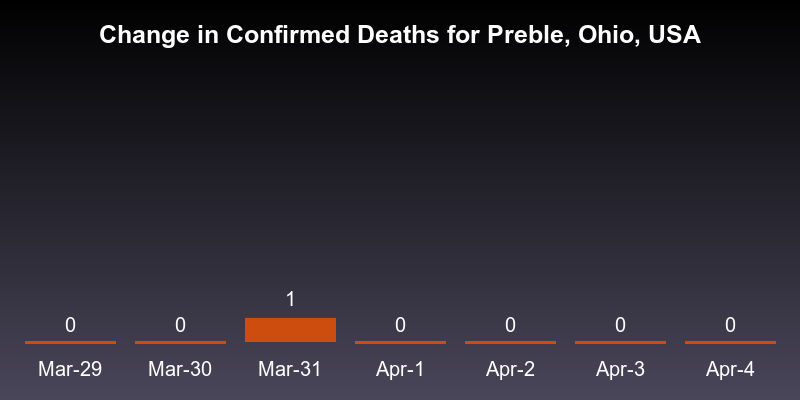 Change in Confirmed Deaths for Preble, Ohio, USA
0 0 1 0 0 0 0
Mar-29 Mar-30 Mar-31 Apr-1 Apr-2 Apr-3 Apr-4